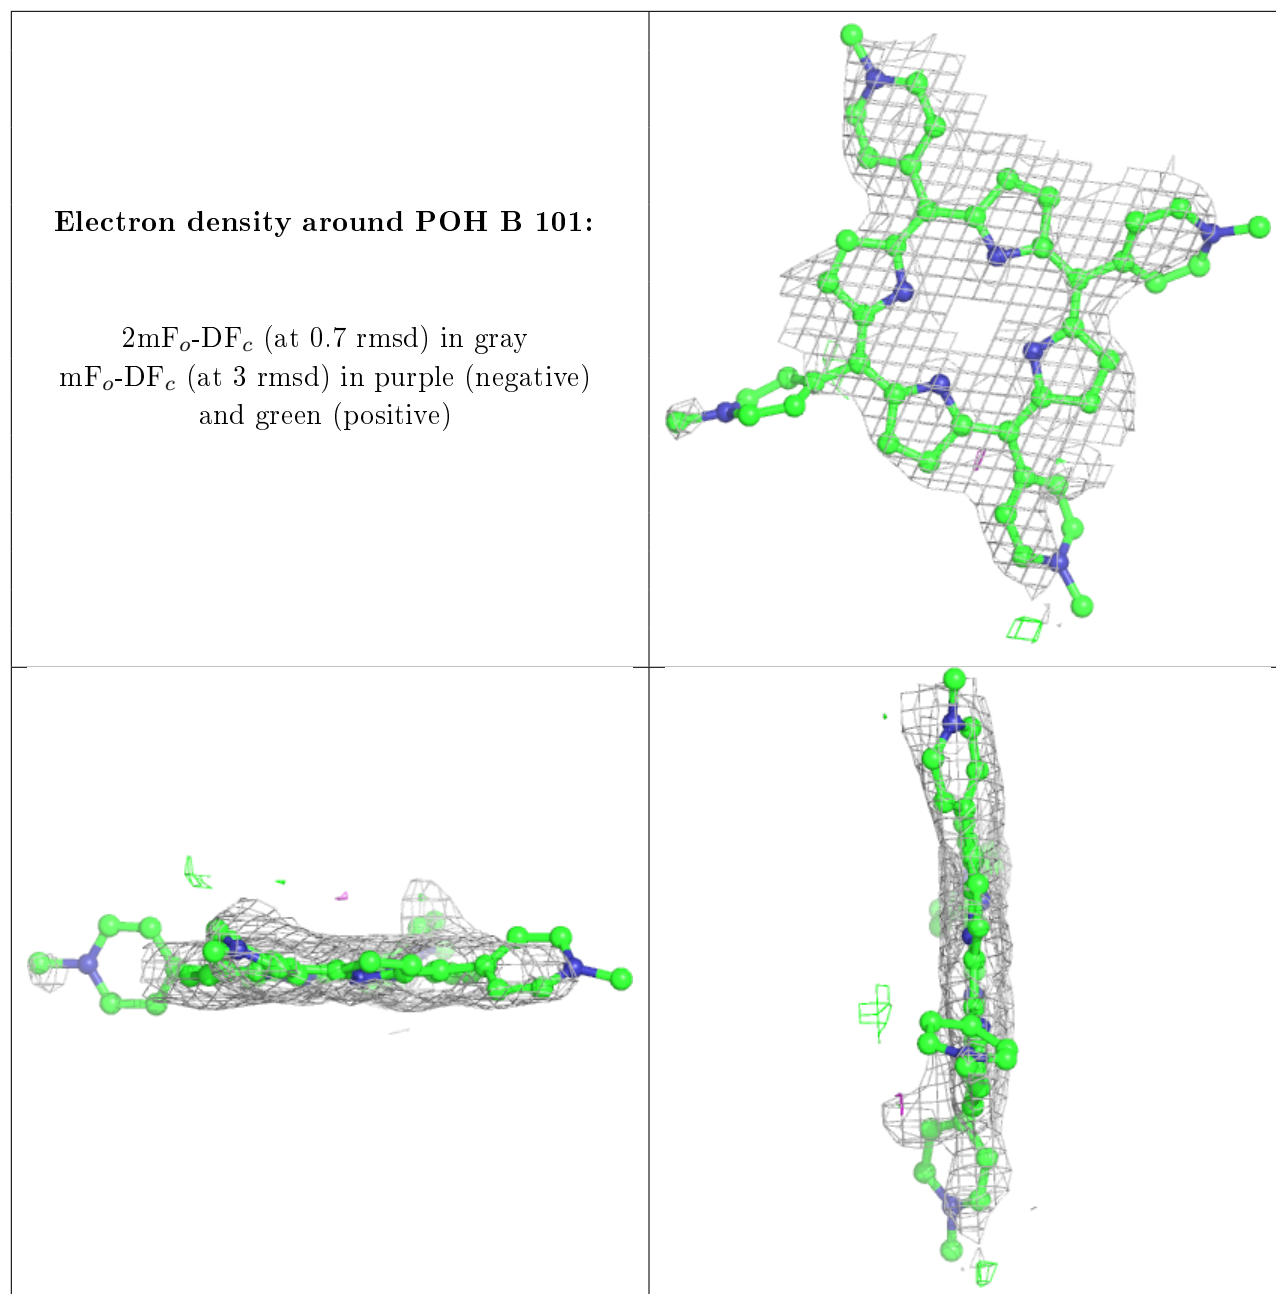 Electron density around POH B 101:
2mFo-DFc (at 0.7 rmsd) in gray
mFo-DFc (at 3 rmsd) in purple (negative)
and green (positive)